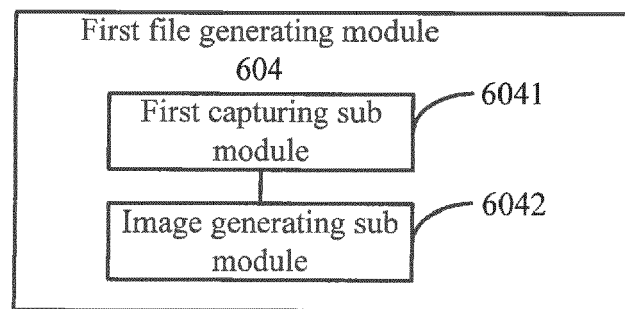 First file generating module
604
First capturing sub
module
6041
Image generating sub
module
6042